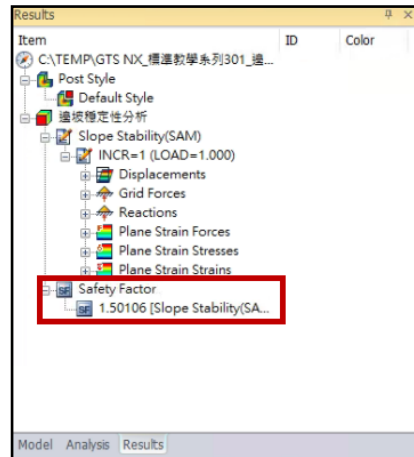 Results
Item ID Color
C:\TEMP\GTS NX_標準教學系列301_邊...
Post Style
Default Style
邊坡穩定性分析
Slope Stability(SAM)
INCR=1 (LOAD=1.000)
Displacements
Grid Forces
Reactions
Plane Strain Forces
Plane Strain Stresses
Plane Strain Strains
SF Safety Factor
SF 1.50106 [Slope Stability(SA...
Model Analysis Results